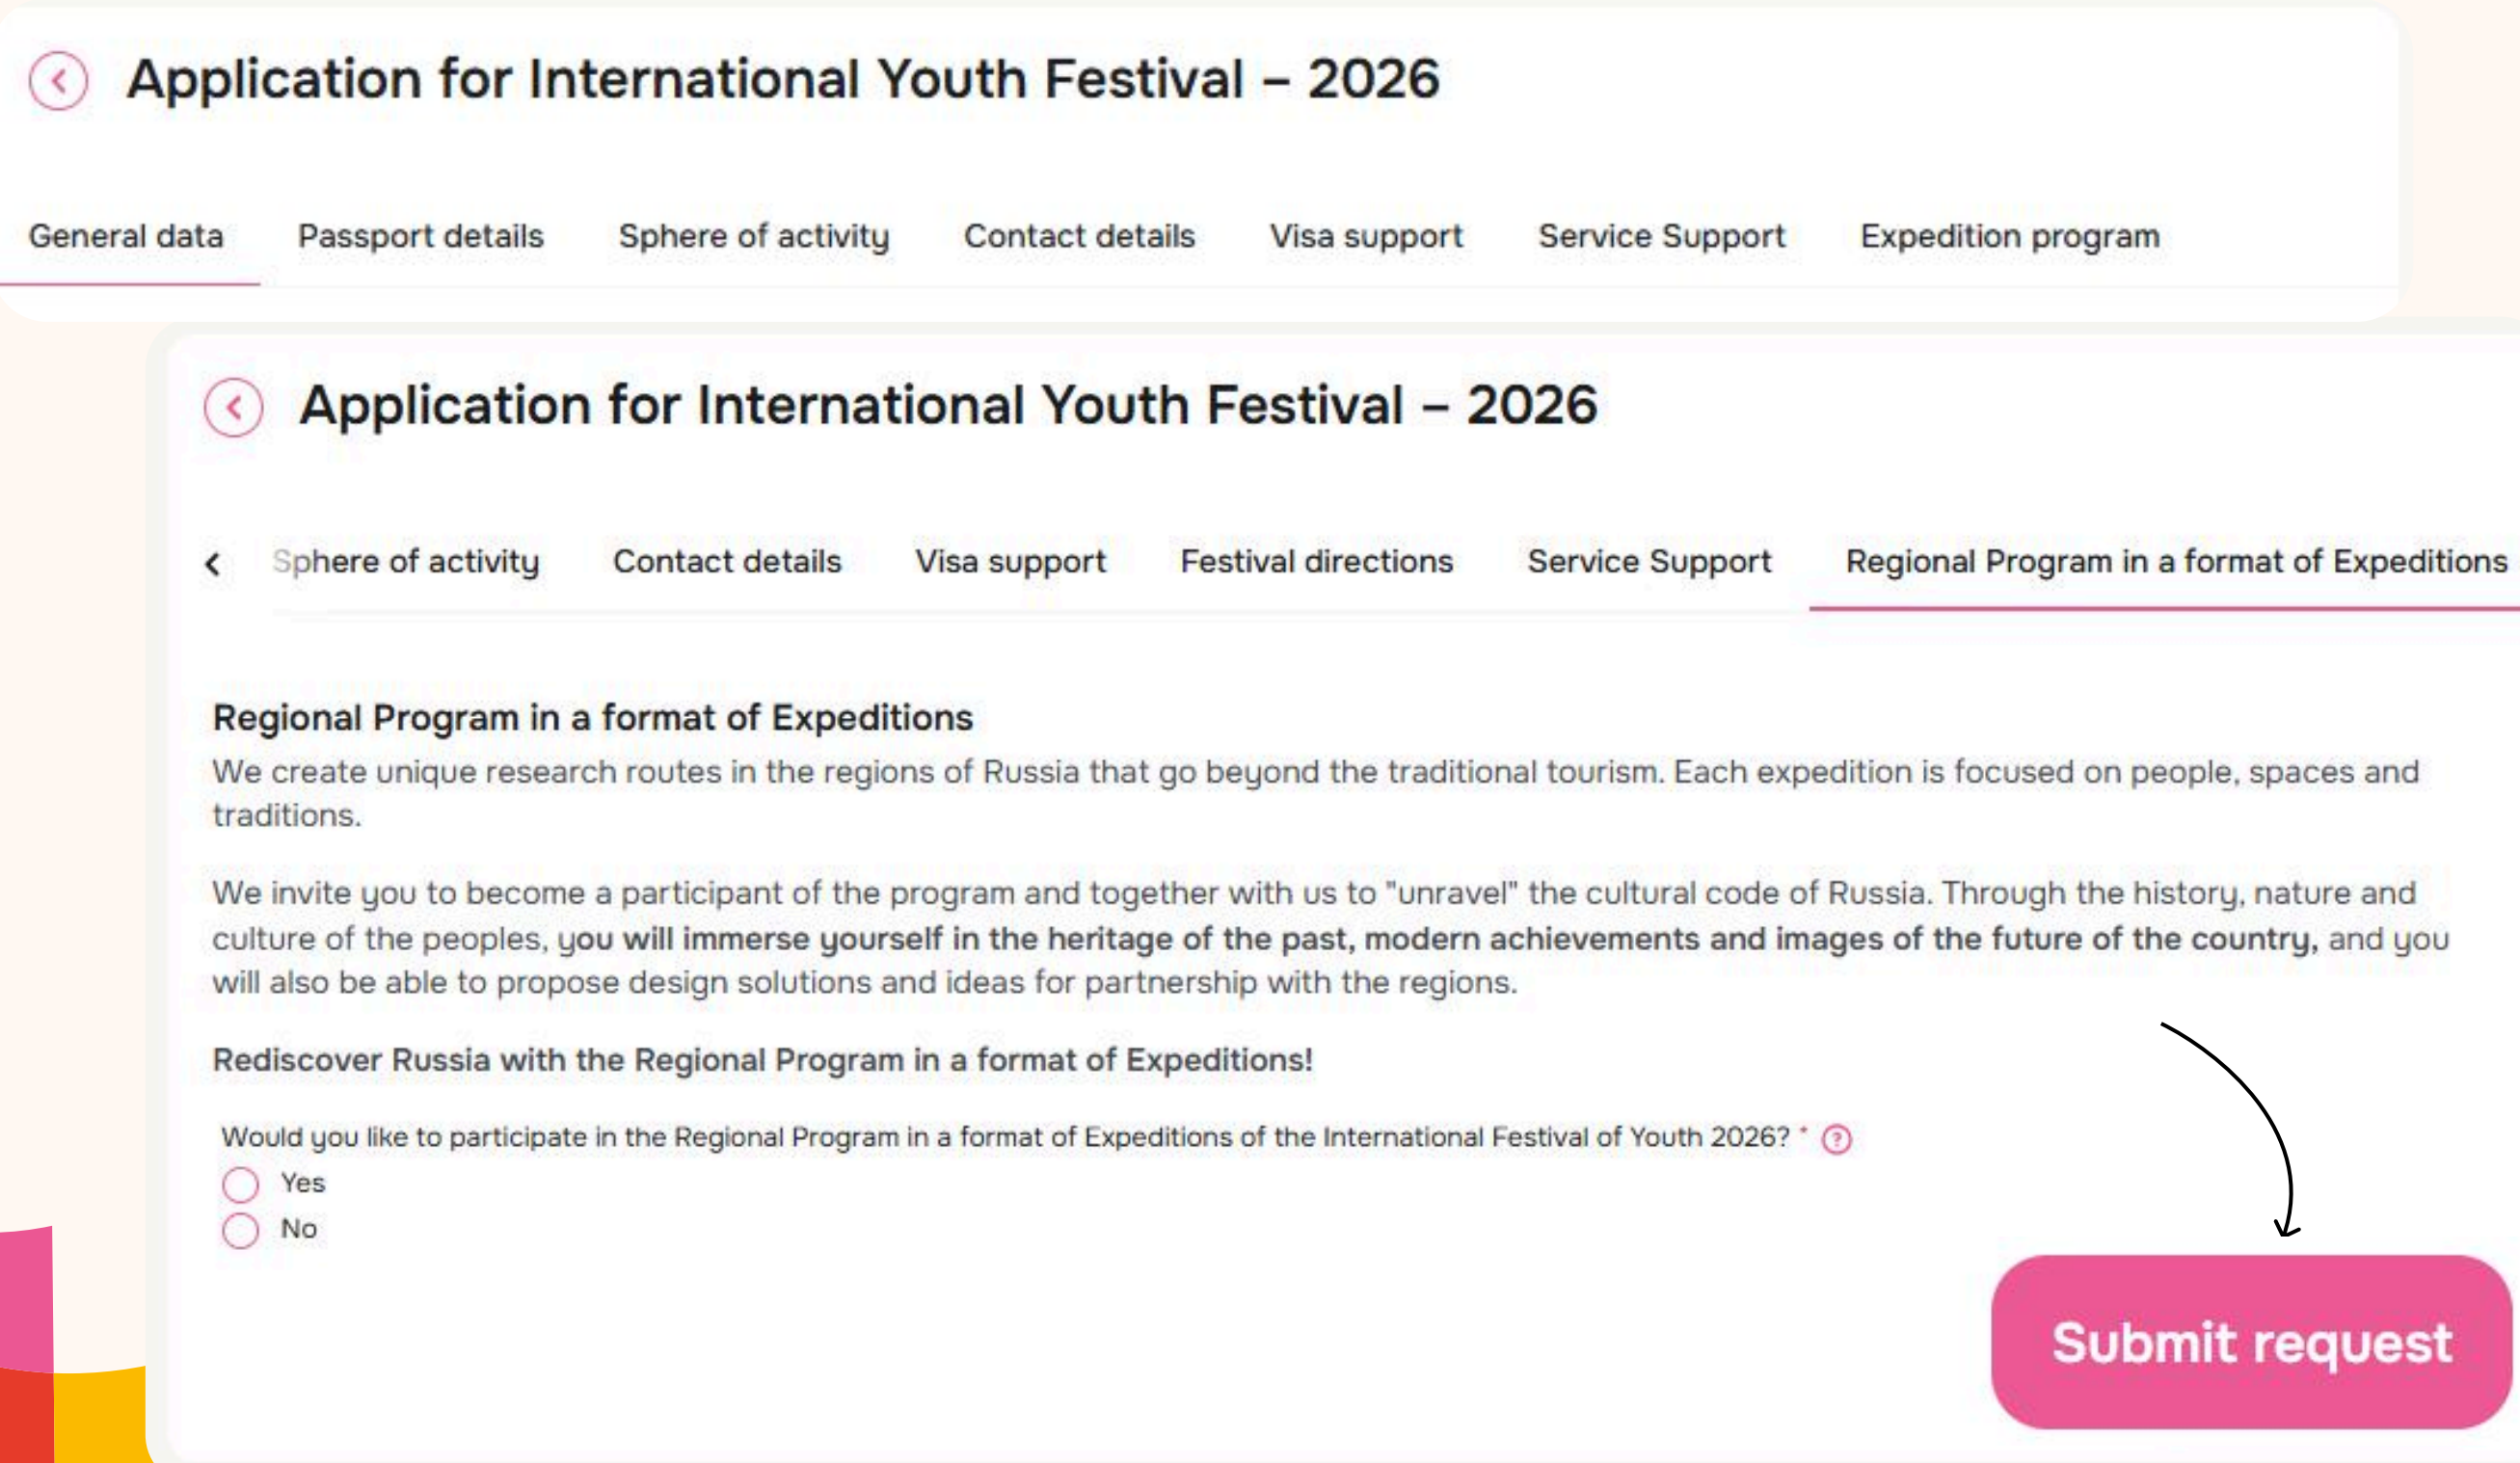 Application for International Youth Festival – 2026
General data Passport details Sphere of activity Contact details Visa support Service Support Expedition program
Application for International Youth Festival – 2026
Sphere of activity Contact details Visa support Festival directions Service Support Regional Program in a format of Expeditions
Regional Program in a format of Expeditions
We create unique research routes in the regions of Russia that go beyond the traditional tourism. Each expedition is focused on people, spaces and
traditions.
We invite you to become a participant of the program and together with us to "unravel" the cultural code of Russia. Through the history, nature and
culture of the peoples, you will immerse yourself in the heritage of the past, modern achievements and images of the future of the country, and you
will also be able to propose design solutions and ideas for partnership with the regions.
Rediscover Russia with the Regional Program in a format of Expeditions!
Would you like to participate in the Regional Program in a format of Expeditions of the International Festival of Youth 2026? * ?
Yes
No
Submit request